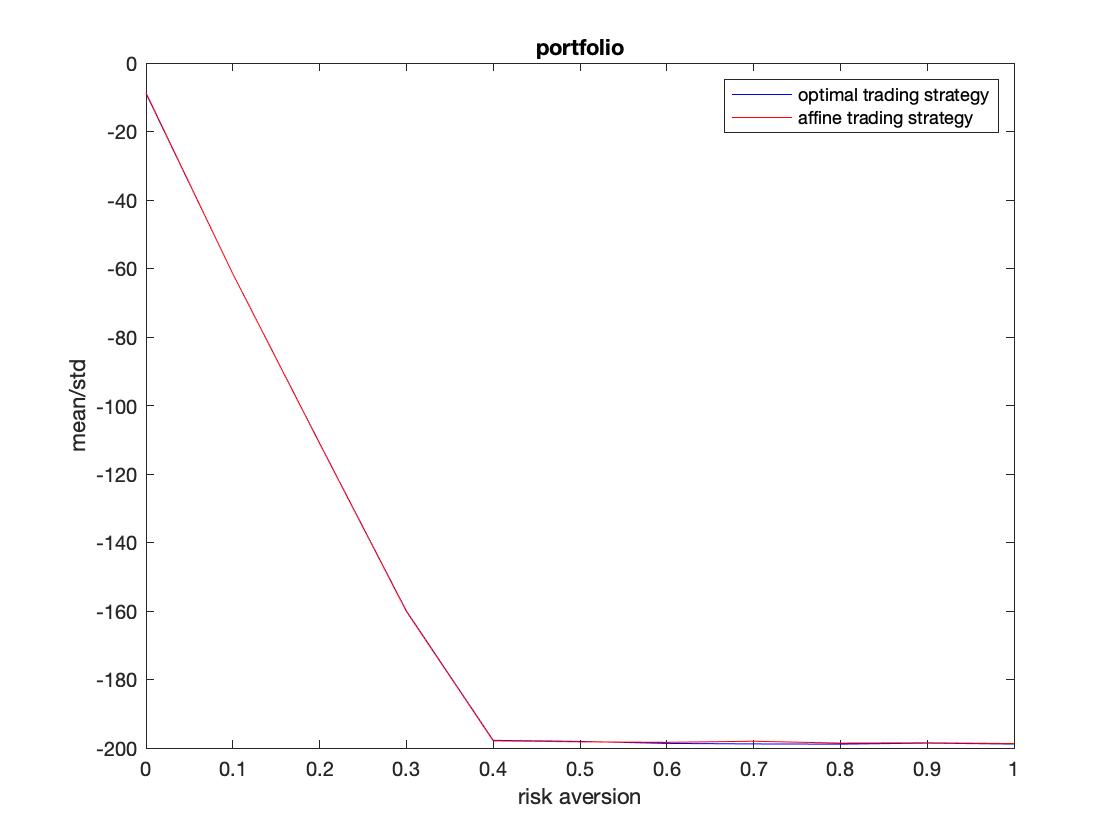 portfolio
optimal trading strategy
affine trading strategy
0
-20
-40
-60
-80
-100
-120
-140
-160
-180
-200
mean/std
0 0.1 0.2 0.3 0.4 0.5 0.6 0.7 0.8 0.9 1
risk aversion